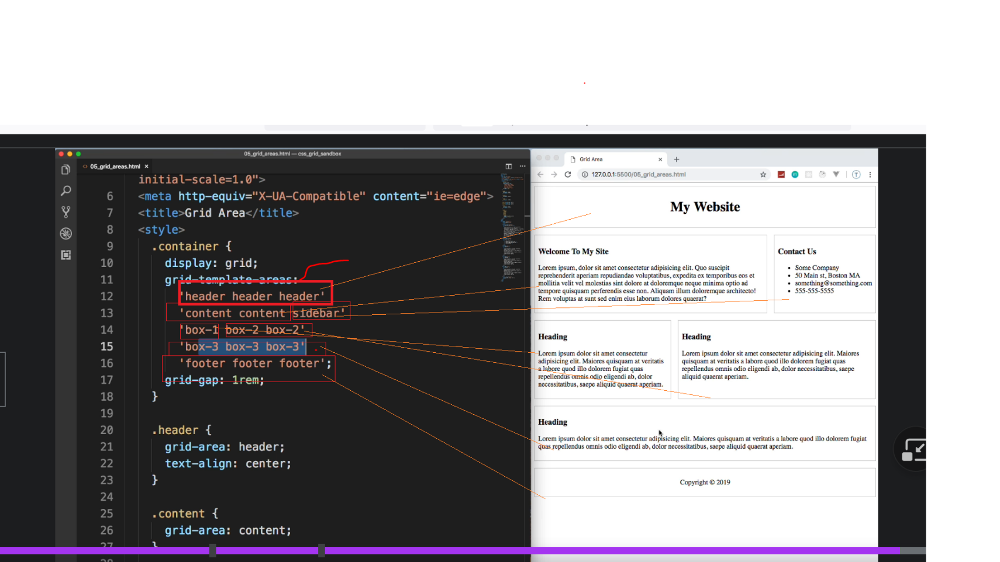 05_grid_areas.html — css_grid_sandbox
05_grid_areas.html ×
initial-scale=1.0">
6 <meta http-equiv="X-UA-Compatible" content="ie=edge">
7 <title>Grid Area</title>
8 <style>
9 .container {
10 display: grid;
11 grid-template-areas:
12 'header header header'
13 'content content sidebar'
14 'box-1 box-2 box-2'
15 'box-3 box-3 box-3'
16 'footer footer footer';
17 grid-gap: 1rem;
18 }
19
20 .header {
21 grid-area: header;
22 text-align: center;
23 }
24
25 .content {
26 grid-area: content;
27 }
28
Grid Area
127.0.0.1:5500/05_grid_areas.html
T
My Website
Welcome To My Site
Lorem ipsum, dolor sit amet consectetur adipisicing elit. Quo suscipit
reprehenderit aperiam repudiandae voluptatibus, expedita ex temporibus eos et
mollitia velit vel molestias sint dolore at doloremque neque minima optio ad
tempore quisquam perferendis esse non. Aliquam illum doloremque architecto!
Rem voluptas at sunt sed enim eius laborum dolores quaerat?
Contact Us
• Some Company
• 50 Main st, Boston MA
• something@something.com
• 555-555-5555
Heading
Lorem ipsum dolor sit amet consectetur
adipisicing elit. Maiores quisquam at veritatis
a labore quod illo dolorem fugiat quas
repellendus omnis odio eligendi ab, dolor
necessitatibus, saepe aliquid quaerat aperiam.
Heading
Lorem ipsum dolor sit amet consectetur adipisicing elit. Maiores
quisquam at veritatis a labore quod illo dolorem fugiat quas
repellendus omnis odio eligendi ab, dolor necessitatibus, saepe
aliquid quaerat aperiam.
Heading
Lorem ipsum dolor sit amet consectetur adipisicing elit. Maiores quisquam at veritatis a labore quod illo dolorem fugiat
quas repellendus omnis odio eligendi ab, dolor necessitatibus, saepe aliquid quaerat aperiam.
Copyright © 2019